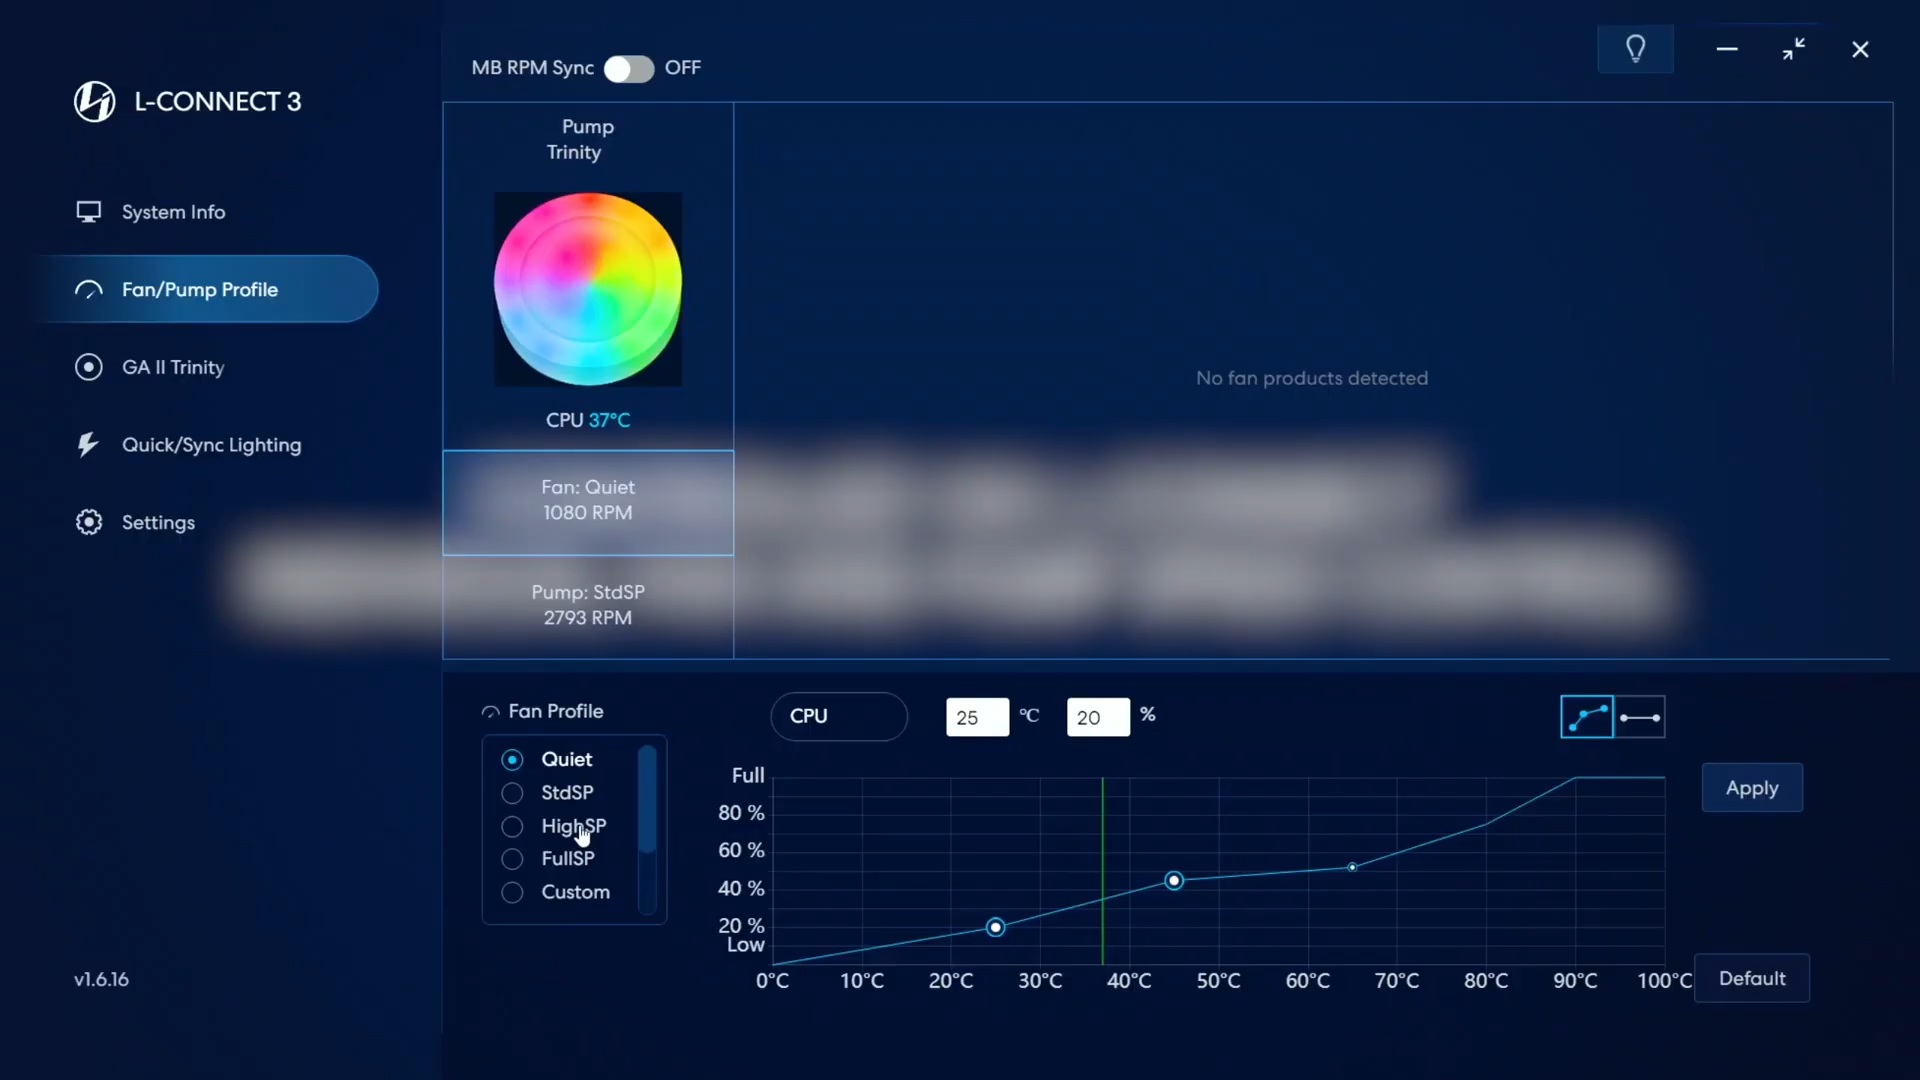 MB RPM Sync OFF
L-CONNECT 3
System Info
Fan/Pump Profile
GA II Trinity
Quick/Sync Lighting
Settings
v1.6.16
Pump
Trinity
CPU 37°C
Fan: Quiet
1080 RPM
Pump: StdSP
2793 RPM
No fan products detected
Fan Profile
Quiet
StdSP
HighSP
FullSP
Custom
CPU 25 °C 20 %
Full
80 %
60 %
40 %
20 %
Low
0°C 10°C 20°C 30°C 40°C 50°C 60°C 70°C 80°C 90°C 100°C
Apply
Default